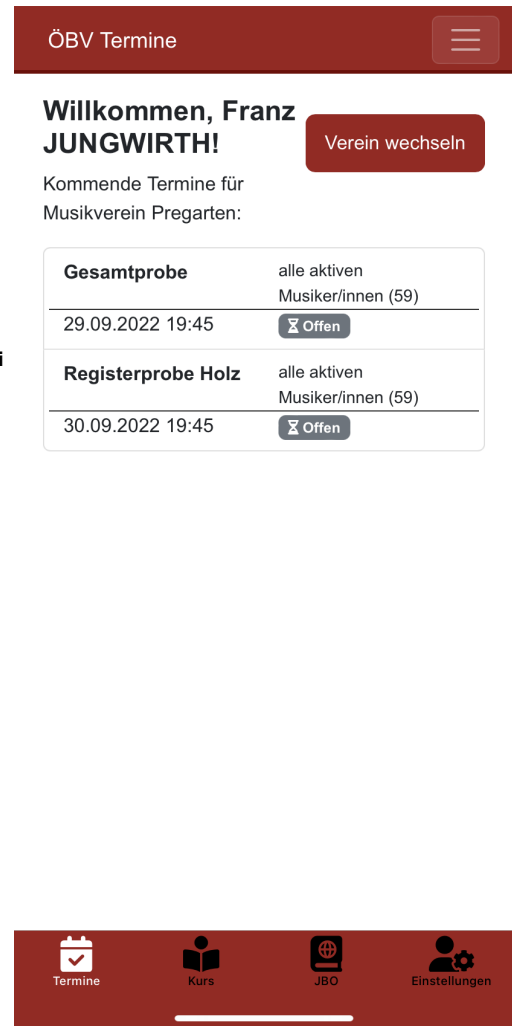 ÖBV Termine
Willkommen, Franz
JUNGWIRTH!
Verein wechseln
Kommende Termine für
Musikverein Pregarten:
Gesamtprobe
alle aktiven
Musiker/innen (59)
29.09.2022 19:45
Offen
i
Registerprobe Holz
alle aktiven
Musiker/innen (59)
30.09.2022 19:45
Offen
Termine
Kurs
JBO
Einstellungen